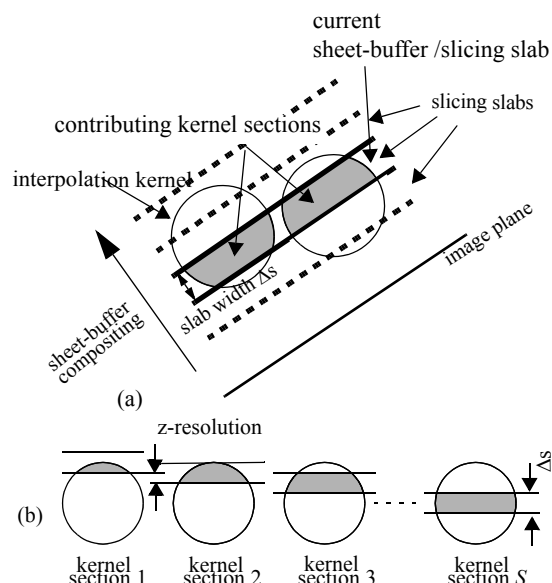 current
sheet-buffer /slicing slab
slicing slabs
contributing kernel sections
interpolation kernel
image plane
slab width Δs
sheet-buffer
compositing
(a)
z-resolution
Δs
(b)
kernel
section 1
kernel
section 2
kernel
section 3
kernel
section S